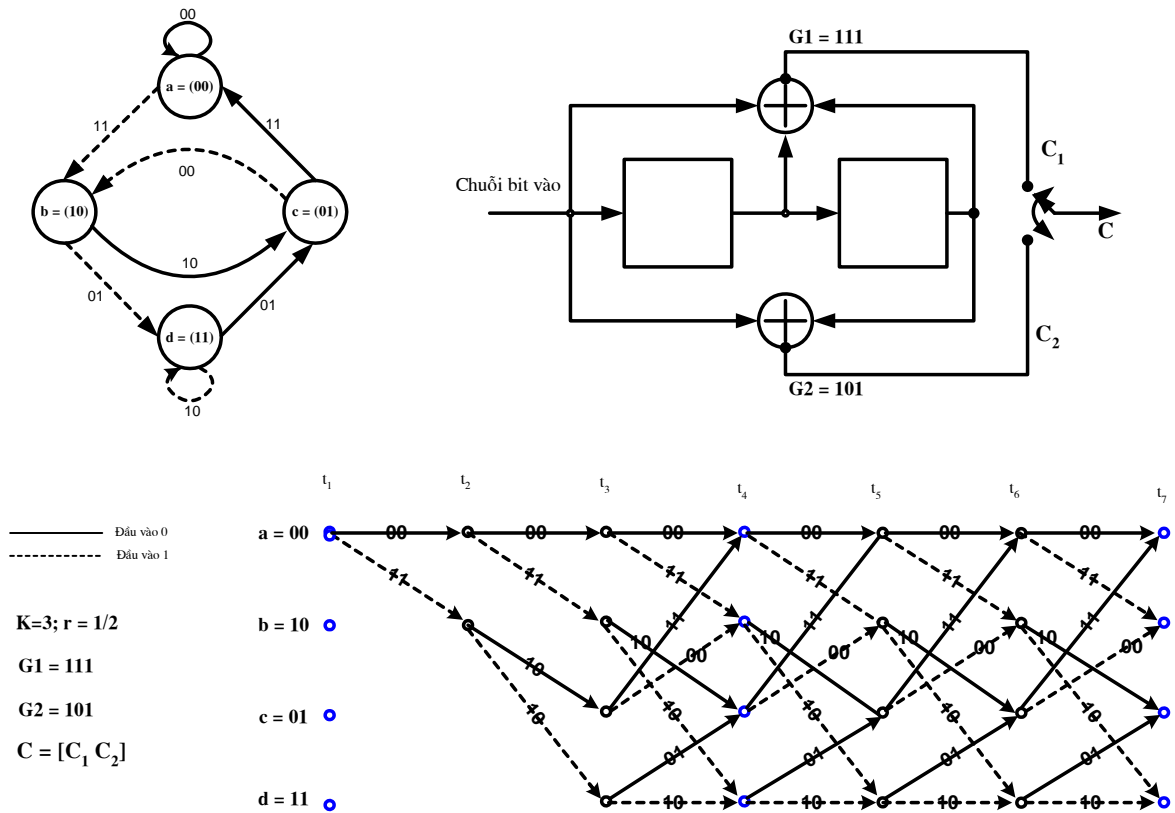 00
a = (00)
11
11
00
b = (10)
c = (01)
10
01
01
d = (11)
10
G1 = 111
Chuỗi bit vào
C1
C
C2
G2 = 101
t1
t2
t3
t4
t5
t6
t7
Đầu vào 0
Đầu vào 1
K=3; r = 1/2
G1 = 111
G2 = 101
C = [C1 C2]
a = 00
00 00 00 00 00 00
11 11 11 11 11 11
b = 10
11 11 11 11
10 10 10 10
00 00 00 00
c = 01
10 10 10 10 10
01 01 01 01
d = 11
10 10 10 10